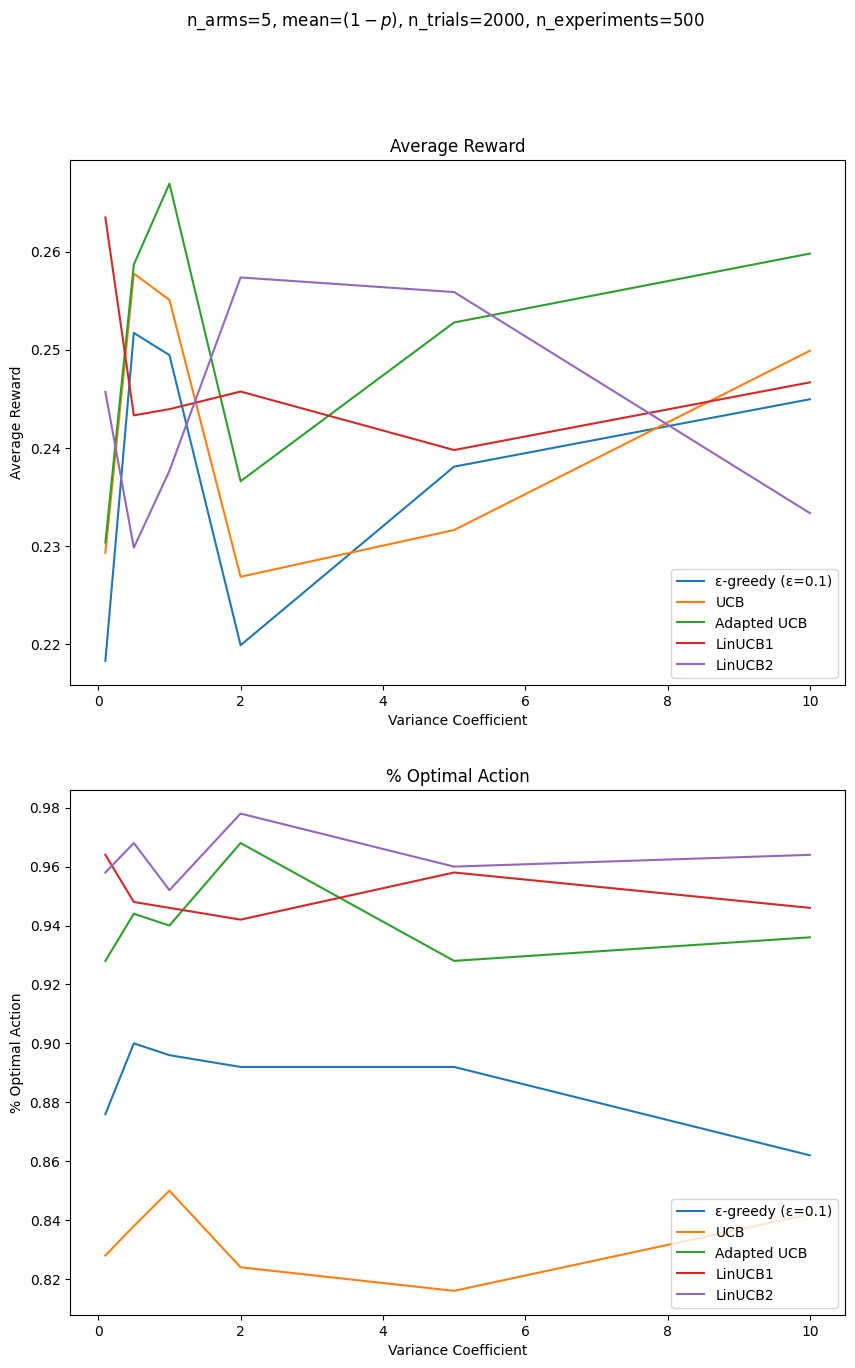 n_arms=5, mean=(1 − p), n_trials=2000, n_experiments=500
Average Reward
Average Reward
0.26
0.25
0.24
0.23
0.22
ε-greedy (ε=0.1)
UCB
Adapted UCB
LinUCB1
LinUCB2
0 2 4 6 8 10
Variance Coefficient
% Optimal Action
% Optimal Action
0.98
0.96
0.94
0.92
0.90
0.88
0.86
0.84
0.82
ε-greedy (ε=0.1)
UCB
Adapted UCB
LinUCB1
LinUCB2
0 2 4 6 8 10
Variance Coefficient